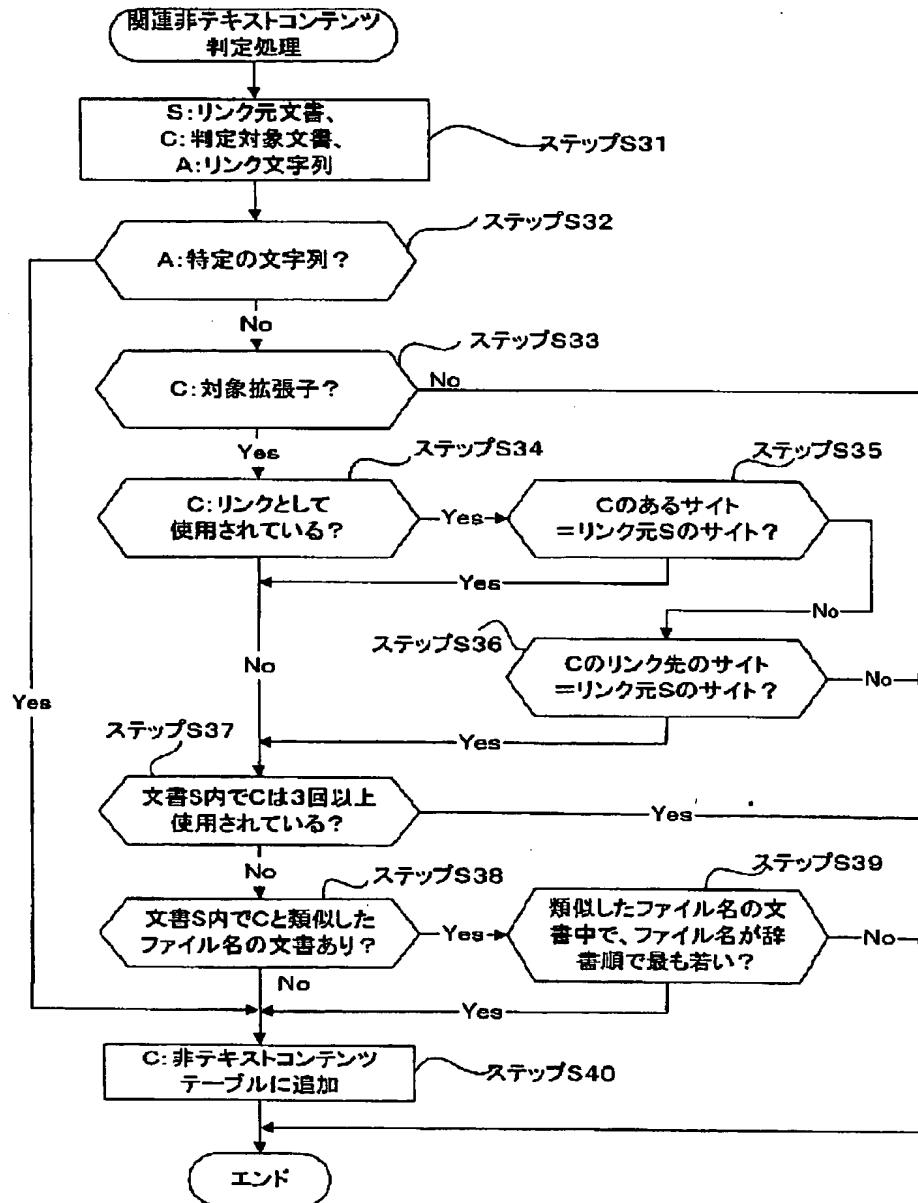 関連非テキストコンテンツ
判定処理
S:リンク元文書、
C:判定対象文書、
A:リンク文字列
ステップS31
ステップS32
A:特定の文字列?
No
ステップS33
C:対象拡張子?
No
Yes
ステップS34
ステップS35
C:リンクとして
使用されている?
Yes
Cのあるサイト
=リンク元Sのサイト?
Yes
No
ステップS36
No
Cのリンク先のサイト
=リンク元Sのサイト?
No
Yes
ステップS37
Yes
文書S内でCは3回以上
使用されている?
Yes
No
ステップS38
ステップS39
文書S内でCと類似した
ファイル名の文書あり?
Yes
類似したファイル名の文
書中で、ファイル名が辞
書順で最も若い?
No
No
Yes
C:非テキストコンテンツ
テーブルに追加
ステップS40
エンド